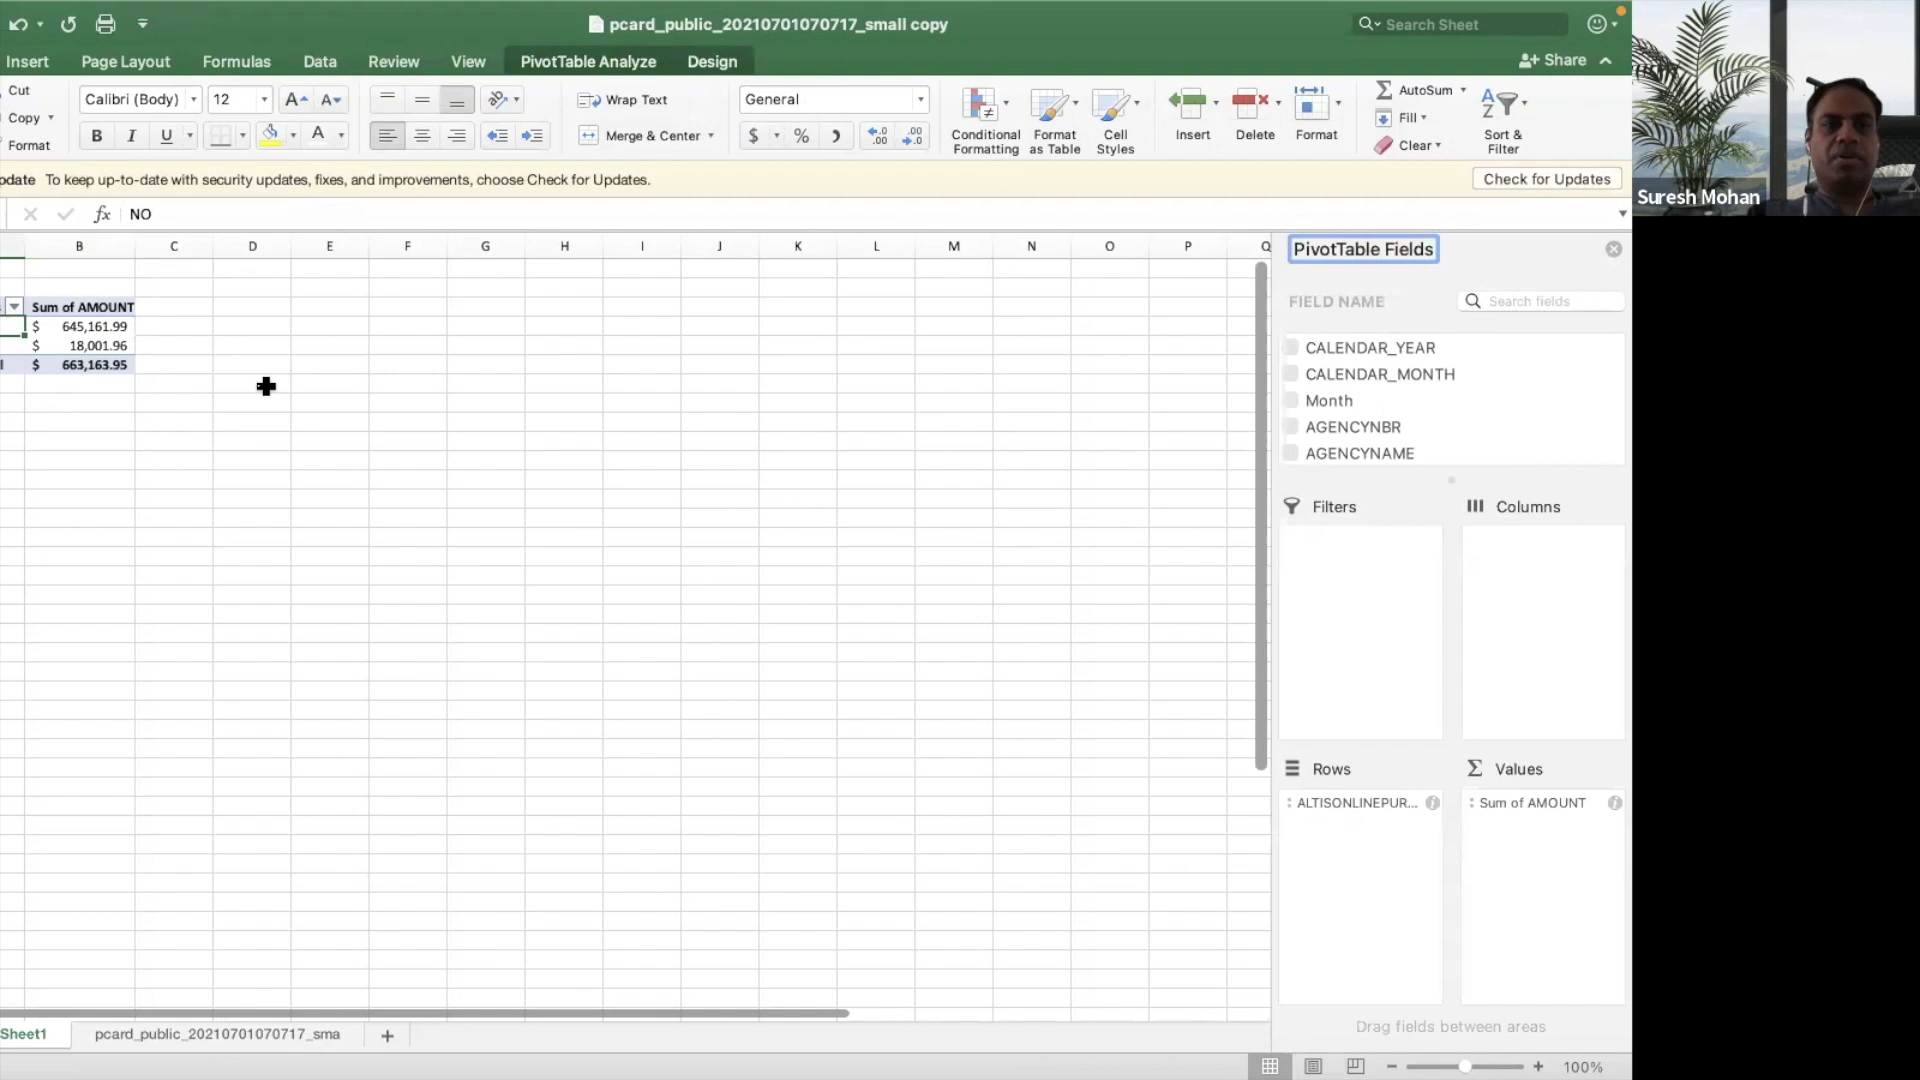 pcard_public_20210701070717_small copy
Search Sheet
Insert Page Layout Formulas Data Review View PivotTable Analyze Design
Share
Cut
Copy
Format
Calibri (Body) 12
B I U
Wrap Text
Merge & Center
General
$ %
Conditional Formatting
Format as Table
Cell Styles
Insert
Delete
Format
AutoSum
Fill
Clear
Sort & Filter
pdate To keep up-to-date with security updates, fixes, and improvements, choose Check for Updates.
Check for Updates
Suresh Mohan
fx NO
B C D E F G H I J K L M N O P Q
Sum of AMOUNT
$ 645,161.99
$ 18,001.96
l $ 663,163.95
PivotTable Fields
FIELD NAME
Search fields
CALENDAR_YEAR
CALENDAR_MONTH
Month
AGENCYNBR
AGENCYNAME
Filters
Columns
Rows
Values
ALTISONLINEPUR...
Sum of AMOUNT
Drag fields between areas
Sheet1
pcard_public_20210701070717_sma
100%